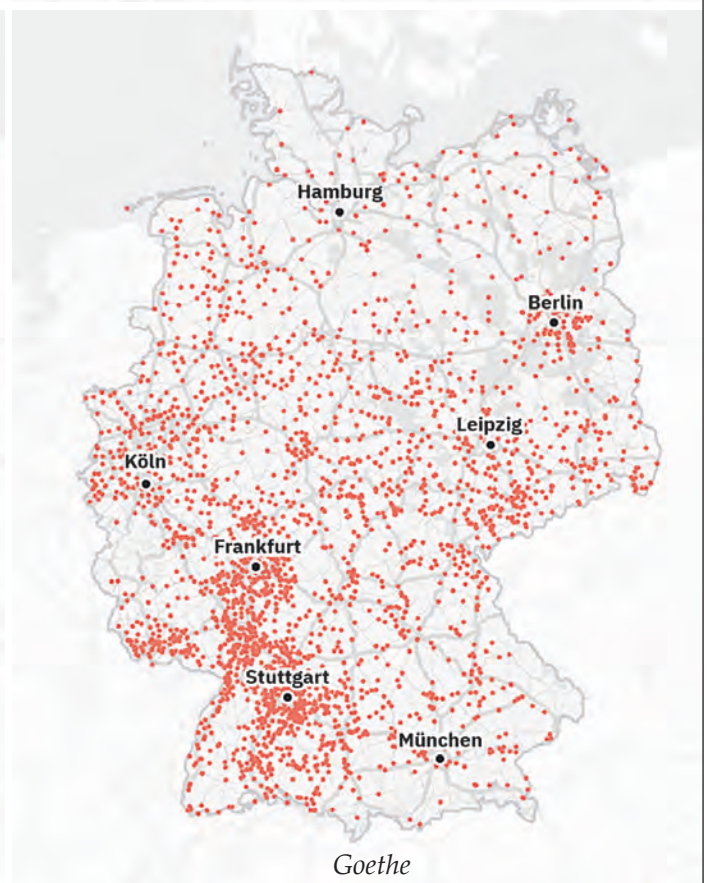 Hamburg
Berlin
Leipzig
Köln
Frankfurt
Stuttgart
München
Goethe